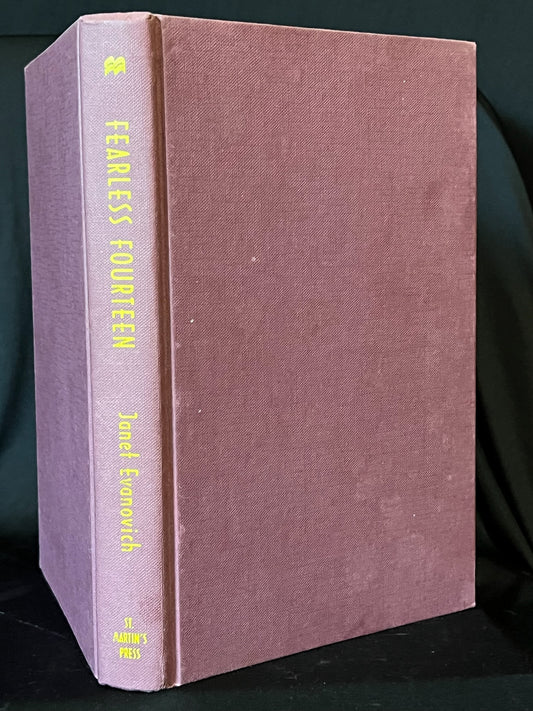 FEARLESS FOURTEEN
Janet Evanovich
ST.
MARTIN'S
PRESS